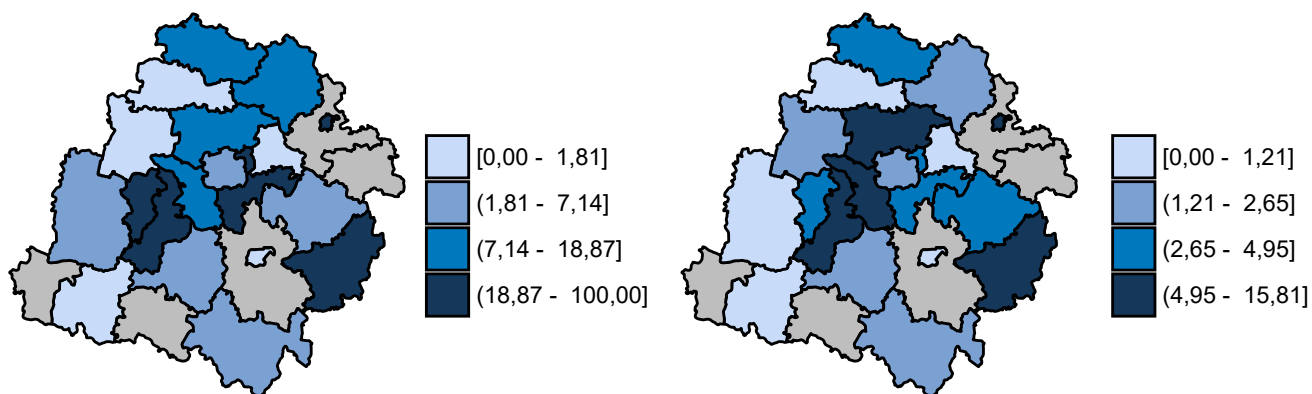 [0,00 -  1,81]
(1,81 -  7,14]
(7,14 -  18,87]
(18,87 -  100,00]
[0,00 -  1,21]
(1,21 -  2,65]
(2,65 -  4,95]
(4,95 -  15,81]